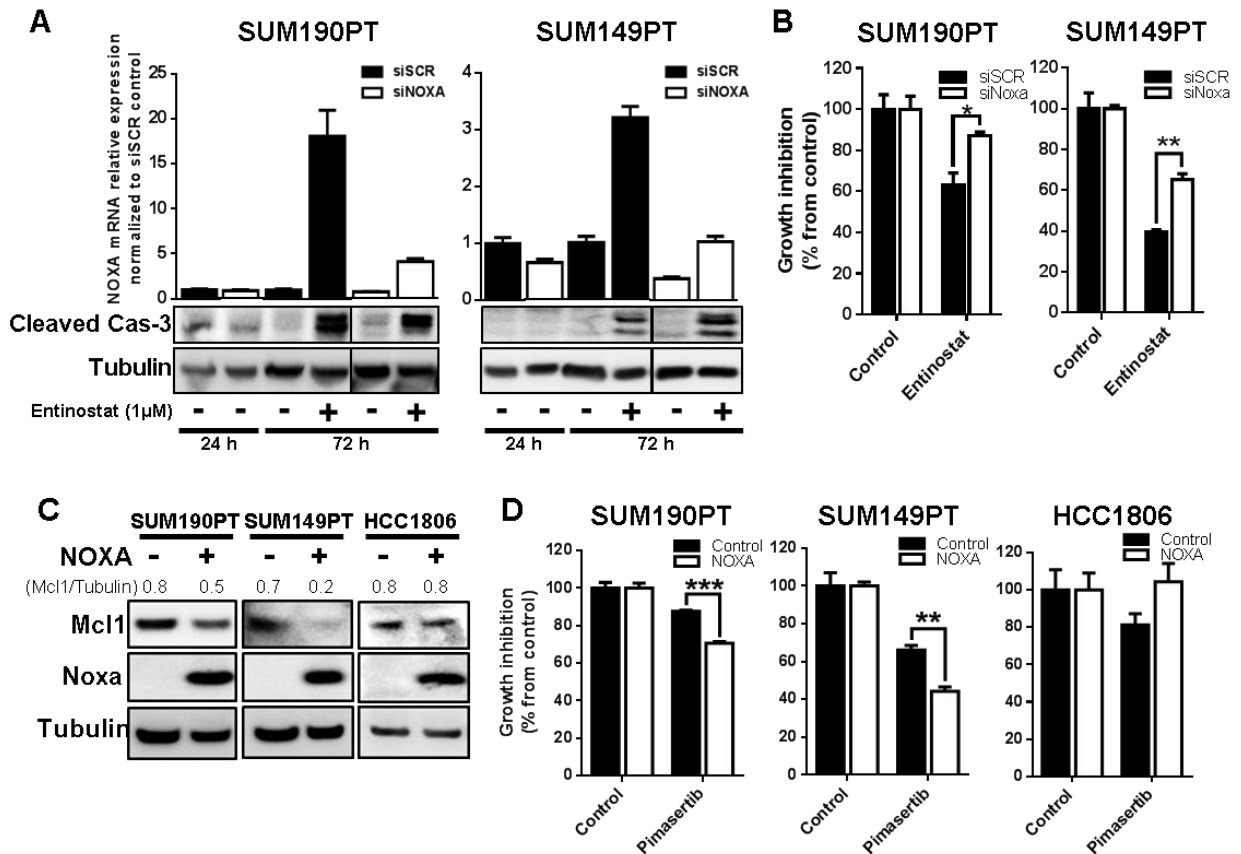 A
SUM190PT
SUM149PT
NOXA mRNA relative expression
normalized to siSCR control
25
20
15
10
5
0
siSCR
siNOXA
4
3
2
1
0
siSCR
siNOXA
Cleaved Cas-3
Tubulin
Entinostat (1µM)
- - - + - +
- - - + - +
24 h
72 h
24 h
72 h
B
SUM190PT
SUM149PT
Growth inhibition
(% from control)
120
100
80
60
40
20
0
siSCR
siNoxa
*
Control
Entinostat
120
100
80
60
40
20
0
siSCR
siNoxa
**
Control
Entinostat
C
SUM190PT SUM149PT HCC1806
NOXA - + - + - +
(Mcl1/Tubulin) 0.8 0.5 0.7 0.2 0.8 0.8
Mcl1
Noxa
Tubulin
D
SUM190PT
SUM149PT
HCC1806
Growth inhibition
(% from control)
120
100
80
60
40
20
0
Control
NOXA
***
Control
Pimasertib
120
100
80
60
40
20
0
Control
NOXA
**
Control
Pimasertib
120
100
80
60
40
20
0
Control
NOXA
Control
Pimasertib